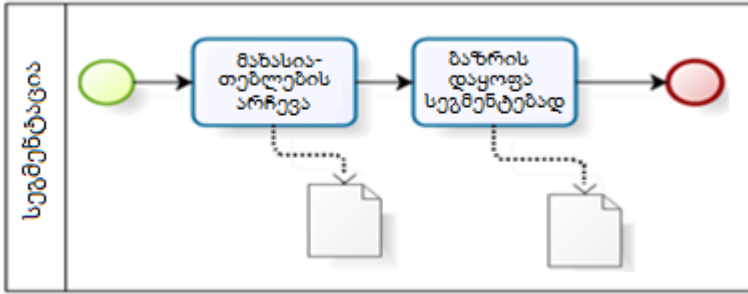 სეგმენტაცია
მახასია-
თებლების
არჩევა
ბაზრის
დაყოფა
სეგმენტებად